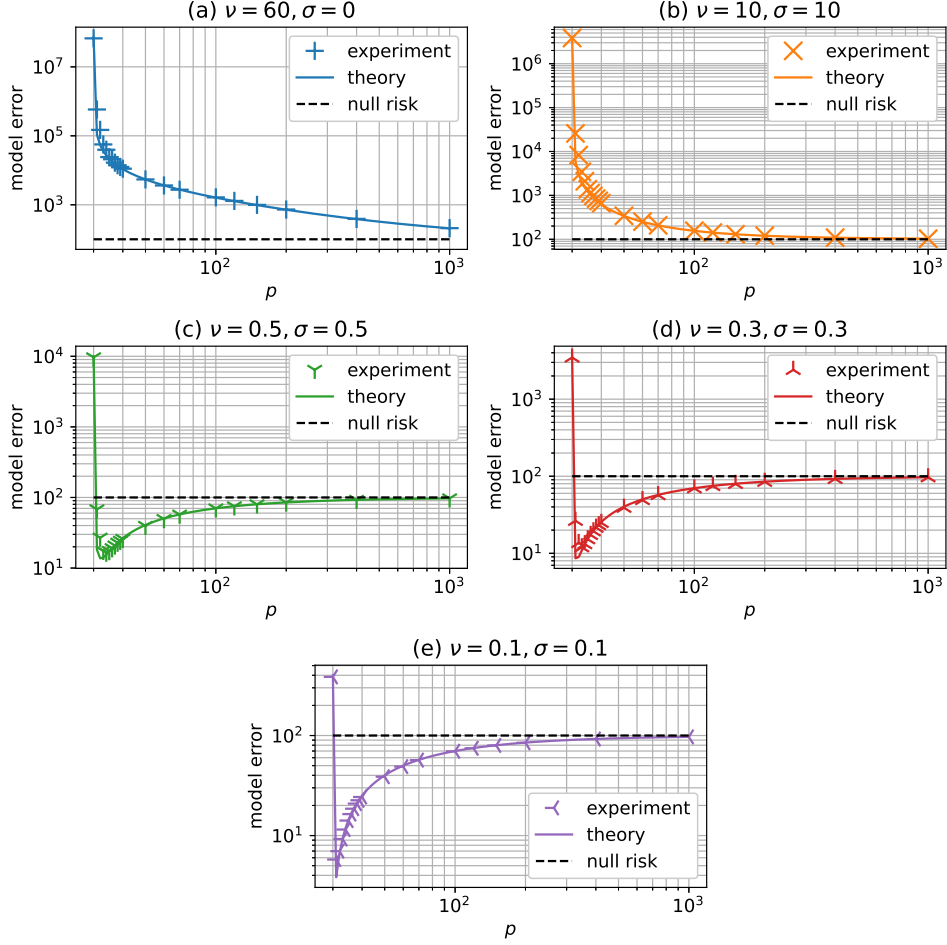 (a) ν = 60, σ = 0
model error
10^7
10^5
10^3
experiment
theory
null risk
10^2
10^3
p
(b) ν = 10, σ = 10
model error
10^6
10^5
10^4
10^3
10^2
experiment
theory
null risk
10^2
10^3
p
(c) ν = 0.5, σ = 0.5
model error
10^4
10^3
10^2
10^1
experiment
theory
null risk
10^2
10^3
p
(d) ν = 0.3, σ = 0.3
model error
10^3
10^2
10^1
experiment
theory
null risk
10^2
10^3
p
(e) ν = 0.1, σ = 0.1
model error
10^2
10^1
experiment
theory
null risk
10^2
10^3
p